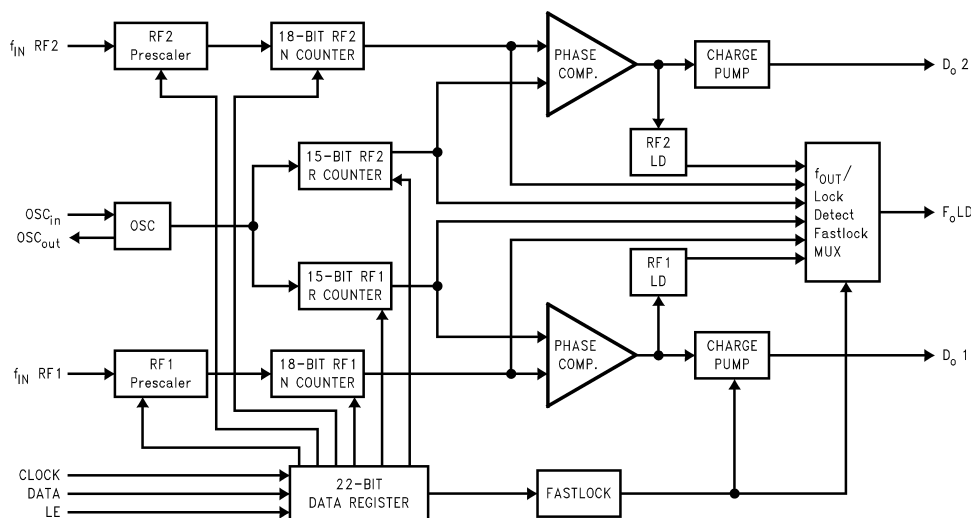 f_IN RF2
RF2
Prescaler
18-BIT RF2
N COUNTER
PHASE
COMP.
CHARGE
PUMP
D_o 2
15-BIT RF2
R COUNTER
RF2
LD
OSC_in
OSC_out
OSC
f_OUT/
Lock
Detect
Fastlock
MUX
F_oLD
15-BIT RF1
R COUNTER
RF1
LD
f_IN RF1
RF1
Prescaler
18-BIT RF1
N COUNTER
PHASE
COMP.
CHARGE
PUMP
D_o 1
CLOCK
DATA
LE
22-BIT
DATA REGISTER
FASTLOCK